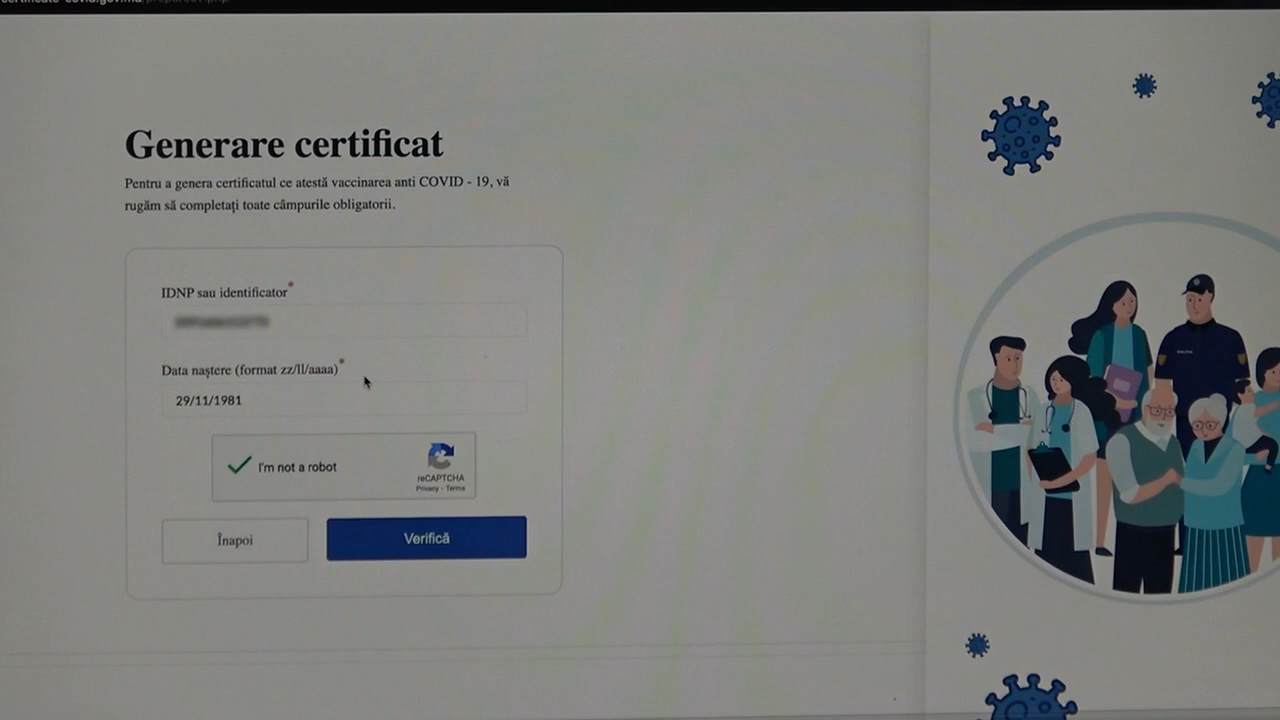 Generare certificat
Pentru a genera certificatul ce atestă vaccinarea anti COVID - 19, vă
rugăm să completați toate câmpurile obligatorii.
IDNP sau identificator*
Data naștere (format zz/ll/aaaa)*
29/11/1981
I'm not a robot
reCAPTCHA
Privacy - Terms
Înapoi
Verifică